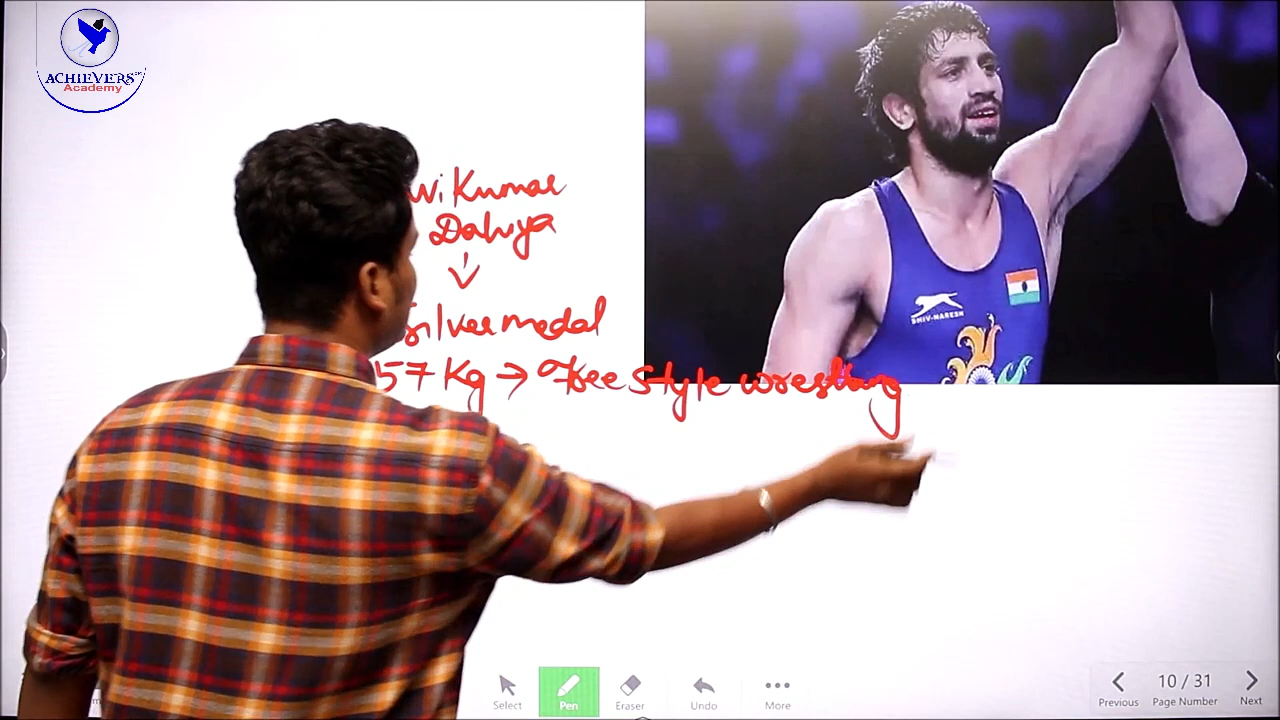 ACHIEVERS
Academy
vi Kumar
Dahiya
Silver medal
57 Kg → Free Style wrestling
SHIV-NARESH
Select
Pen
Eraser
Undo
More
Previous
10 / 31
Page Number
Next